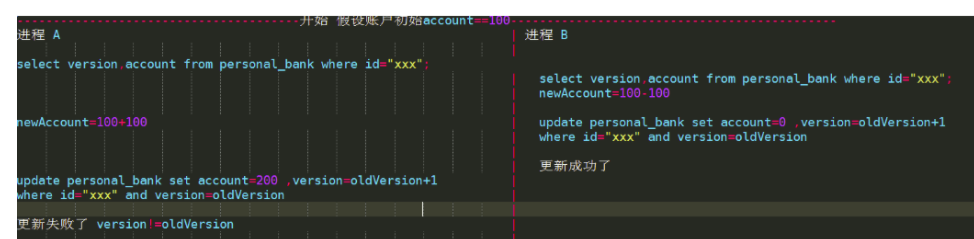 开始 假设账户初始account==100
进程 A
select version,account from personal_bank where id="xxx";
newAccount=100+100
update personal_bank set account=200 ,version=oldVersion+1
where id="xxx" and version=oldVersion
更新失败了 version!=oldVersion
进程 B
select version,account from personal_bank where id="xxx";
newAccount=100-100
update personal_bank set account=0 ,version=oldVersion+1
where id="xxx" and version=oldVersion
更新成功了